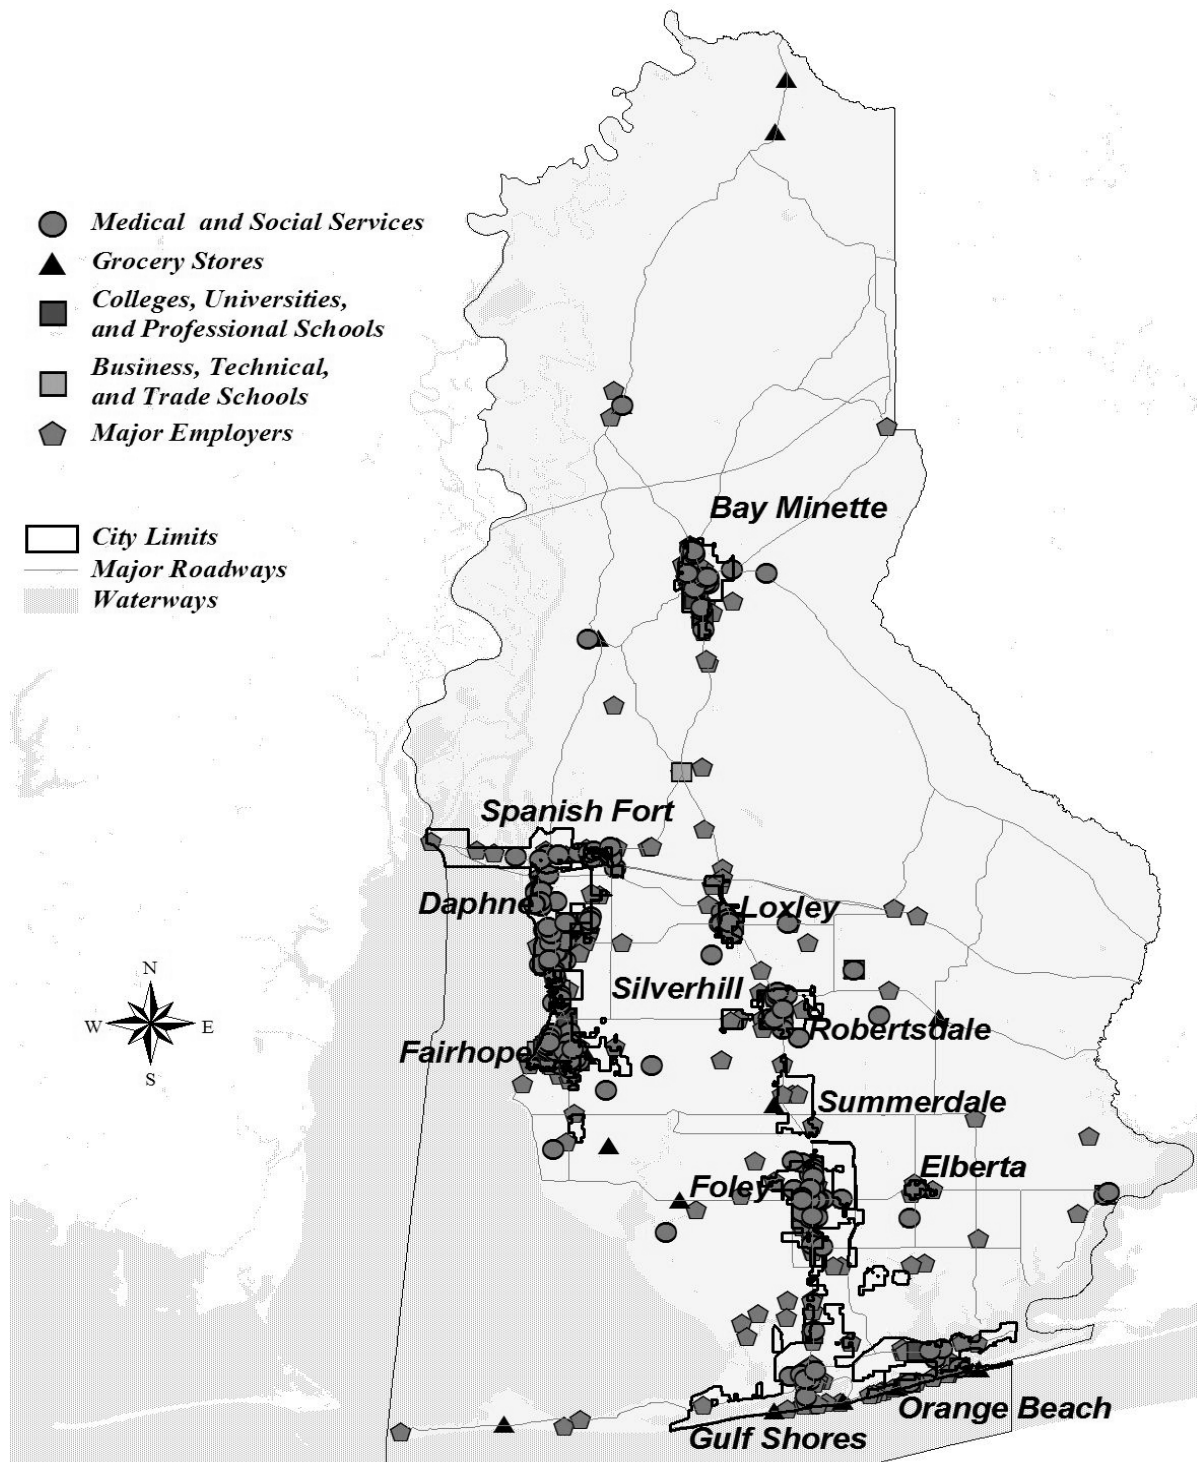 Medical and Social Services
Grocery Stores
Colleges, Universities,
and Professional Schools
Business, Technical,
and Trade Schools
Major Employers
City Limits
Major Roadways
Waterways
Bay Minette
Spanish Fort
Daphne
Loxley
N
W E
S
Silverhill
Robertsdale
Fairhope
Summerdale
Elberta
Foley
Orange Beach
Gulf Shores